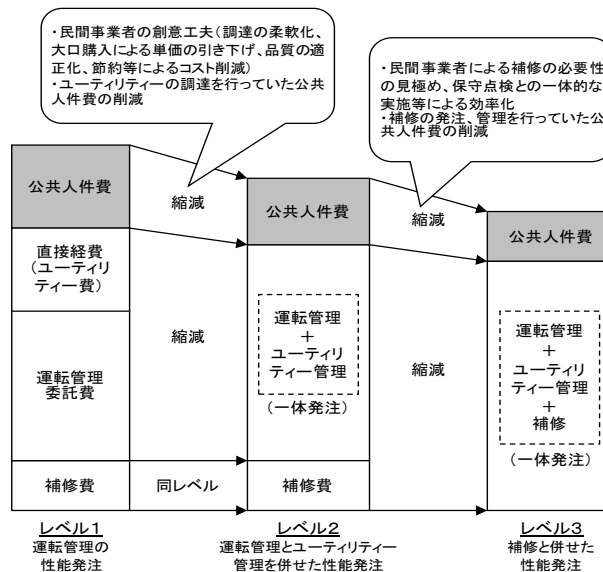 ・民間事業者の創意工夫(調達の柔軟化、
大口購入による単価の引き下げ、品質の適
正化、節約等によるコスト削減)
・ユーティリティーの調達を行っていた公共
人件費の削減
・民間事業者による補修の必要性
の見極め、保守点検との一体的な
実施等による効率化
・補修の発注、管理を行っていた公
共人件費の削減
公共人件費
直接経費
(ユーティリ
ティー費)
運転管理
委託費
補修費
縮減
縮減
同レベル
公共人件費
運転管理
+
ユーティリ
ティー管理
(一体発注)
補修費
縮減
縮減
公共人件費
運転管理
+
ユーティリ
ティー管理
+
補修
(一体発注)
レベル1
運転管理の
性能発注
レベル2
運転管理とユーティリティー
管理を併せた性能発注
レベル3
補修と併せた
性能発注